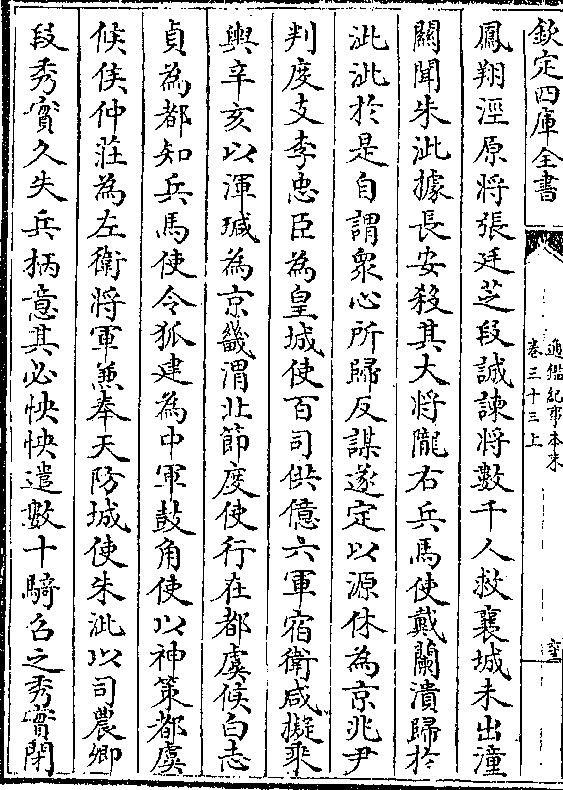 欽定四庫全書
通鑑紀事本末
卷三十三上
鳳翔涇原將張廷芝段誠諫將數千人救襄城未出潼
關聞朱泚據長安殺其大將隴右兵馬使戴蘭潰歸於
泚泚於是自謂衆心所歸反謀遂定以源休為京兆尹
判度支李忠臣為皇城使百司供億六軍宿衛咸擬乘
輿辛亥以渾瑊為京畿渭北節度使行在都虞候白志
貞為都知兵馬使令狐建為中軍鼓角使以神策都虞
候侯仲莊為左衛將軍兼奉天防城使朱泚以司農卿
段秀實久失兵柄意其必怏怏遣數十騎召之秀實閉